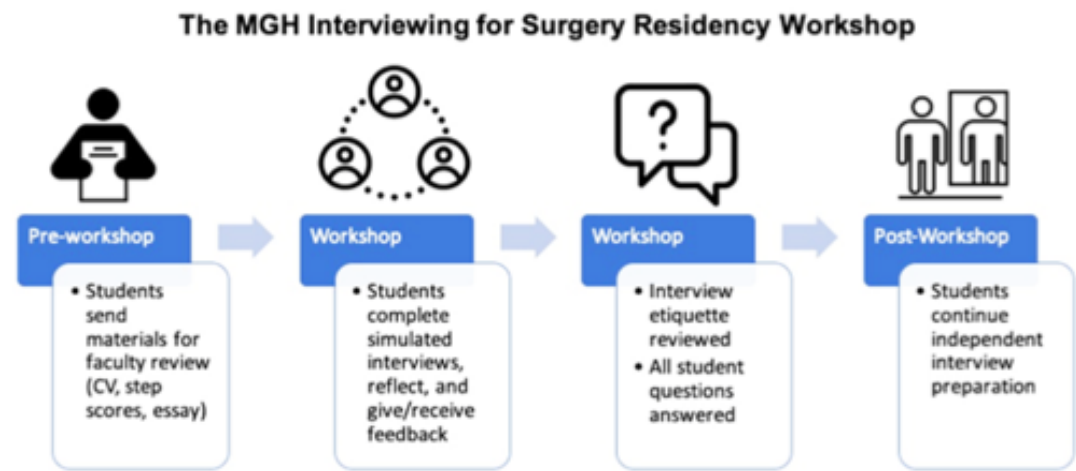 The MGH Interviewing for Surgery Residency Workshop
?
Pre-workshop
• Students
send
materials for
faculty review
(CV, step
scores, essay)
Workshop
• Students
complete
simulated
interviews,
reflect, and
give/receive
feedback
Workshop
• Interview
etiquette
reviewed
• All student
questions
answered
Post-Workshop
• Students
continue
independent
interview
preparation